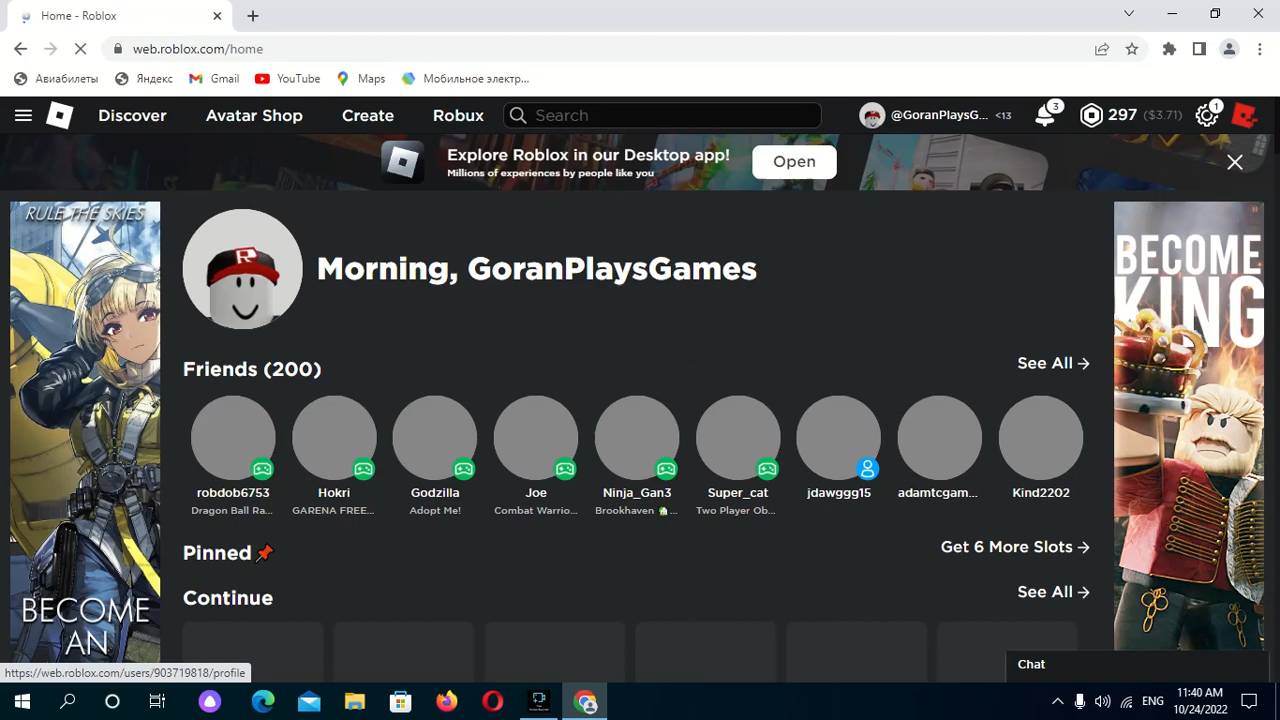 Home - Roblox
web.roblox.com/home
Авиабилеты Яндекс Gmail YouTube Maps Мобильное электр...
Discover Avatar Shop Create Robux Search @GoranPlaysG... <13 3 297 ($3.71) 1
Explore Roblox in our Desktop app!
Millions of experiences by people like you
Open
RULE THE SKIES
BECOME AN
BECOME
KING
Morning, GoranPlaysGames
Friends (200) See All
robdob6753 Hokri Godzilla Joe Ninja_Gan3 Super_cat jdawggg15 adamtcgam... Kind2202
Dragon Ball Ra... GARENA FREE... Adopt Me! Combat Warrio... Brookhaven 🏡... Two Player Ob...
Pinned📌 Get 6 More Slots
Continue See All
Chat
https://web.roblox.com/users/903719818/profile
ENG
11:40 AM
10/24/2022